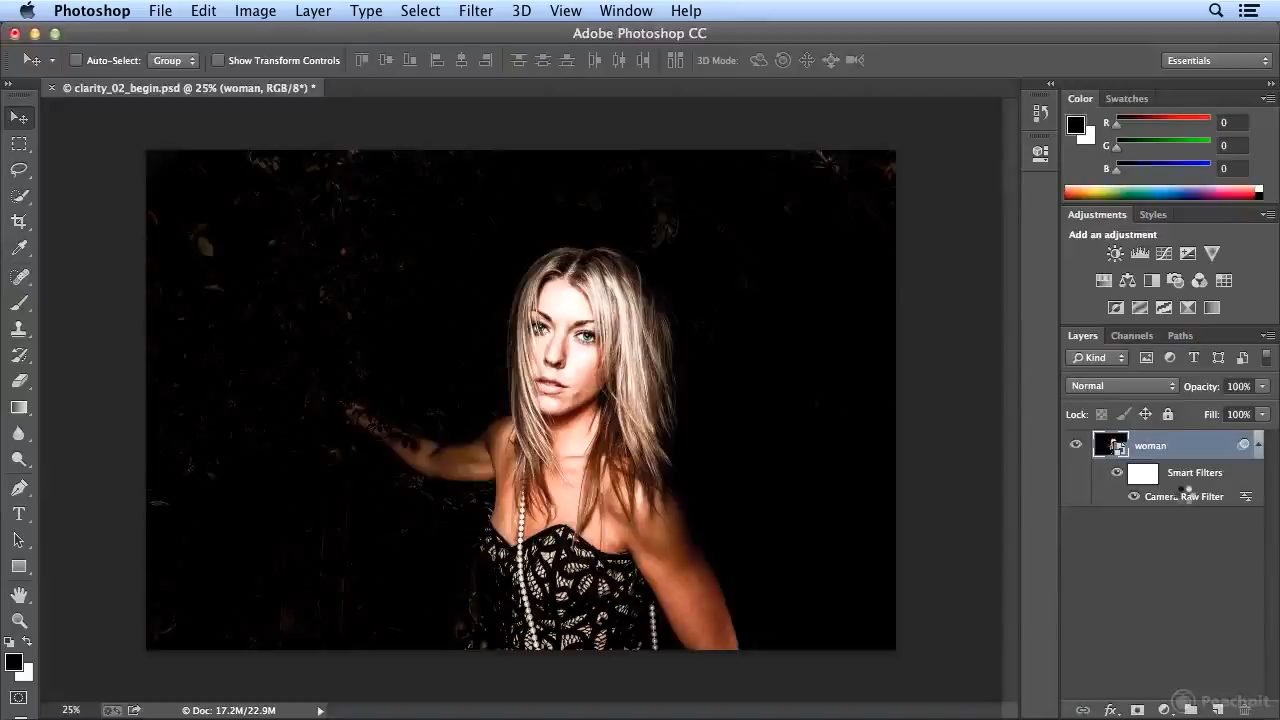 Photoshop File Edit Image Layer Type Select Filter 3D View Window Help
Adobe Photoshop CC
Auto-Select: Group Show Transform Controls 3D Mode: Essentials
× © clarity_02_begin.psd @ 25% (woman, RGB/8*) *
Color Swatches
R 0
G 0
B 0
Adjustments Styles
Add an adjustment
Layers Channels Paths
Kind
Normal Opacity: 100%
Lock: Fill: 100%
woman
Smart Filters
Camera Raw Filter
25% © Doc: 17.2M/22.9M
Peachpit